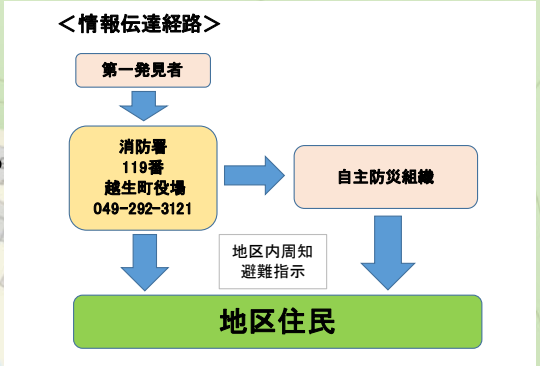 ＜情報伝達経路＞
第一発見者
消防署
119番
越生町役場
049-292-3121
自主防災組織
地区内周知
避難指示
地区住民